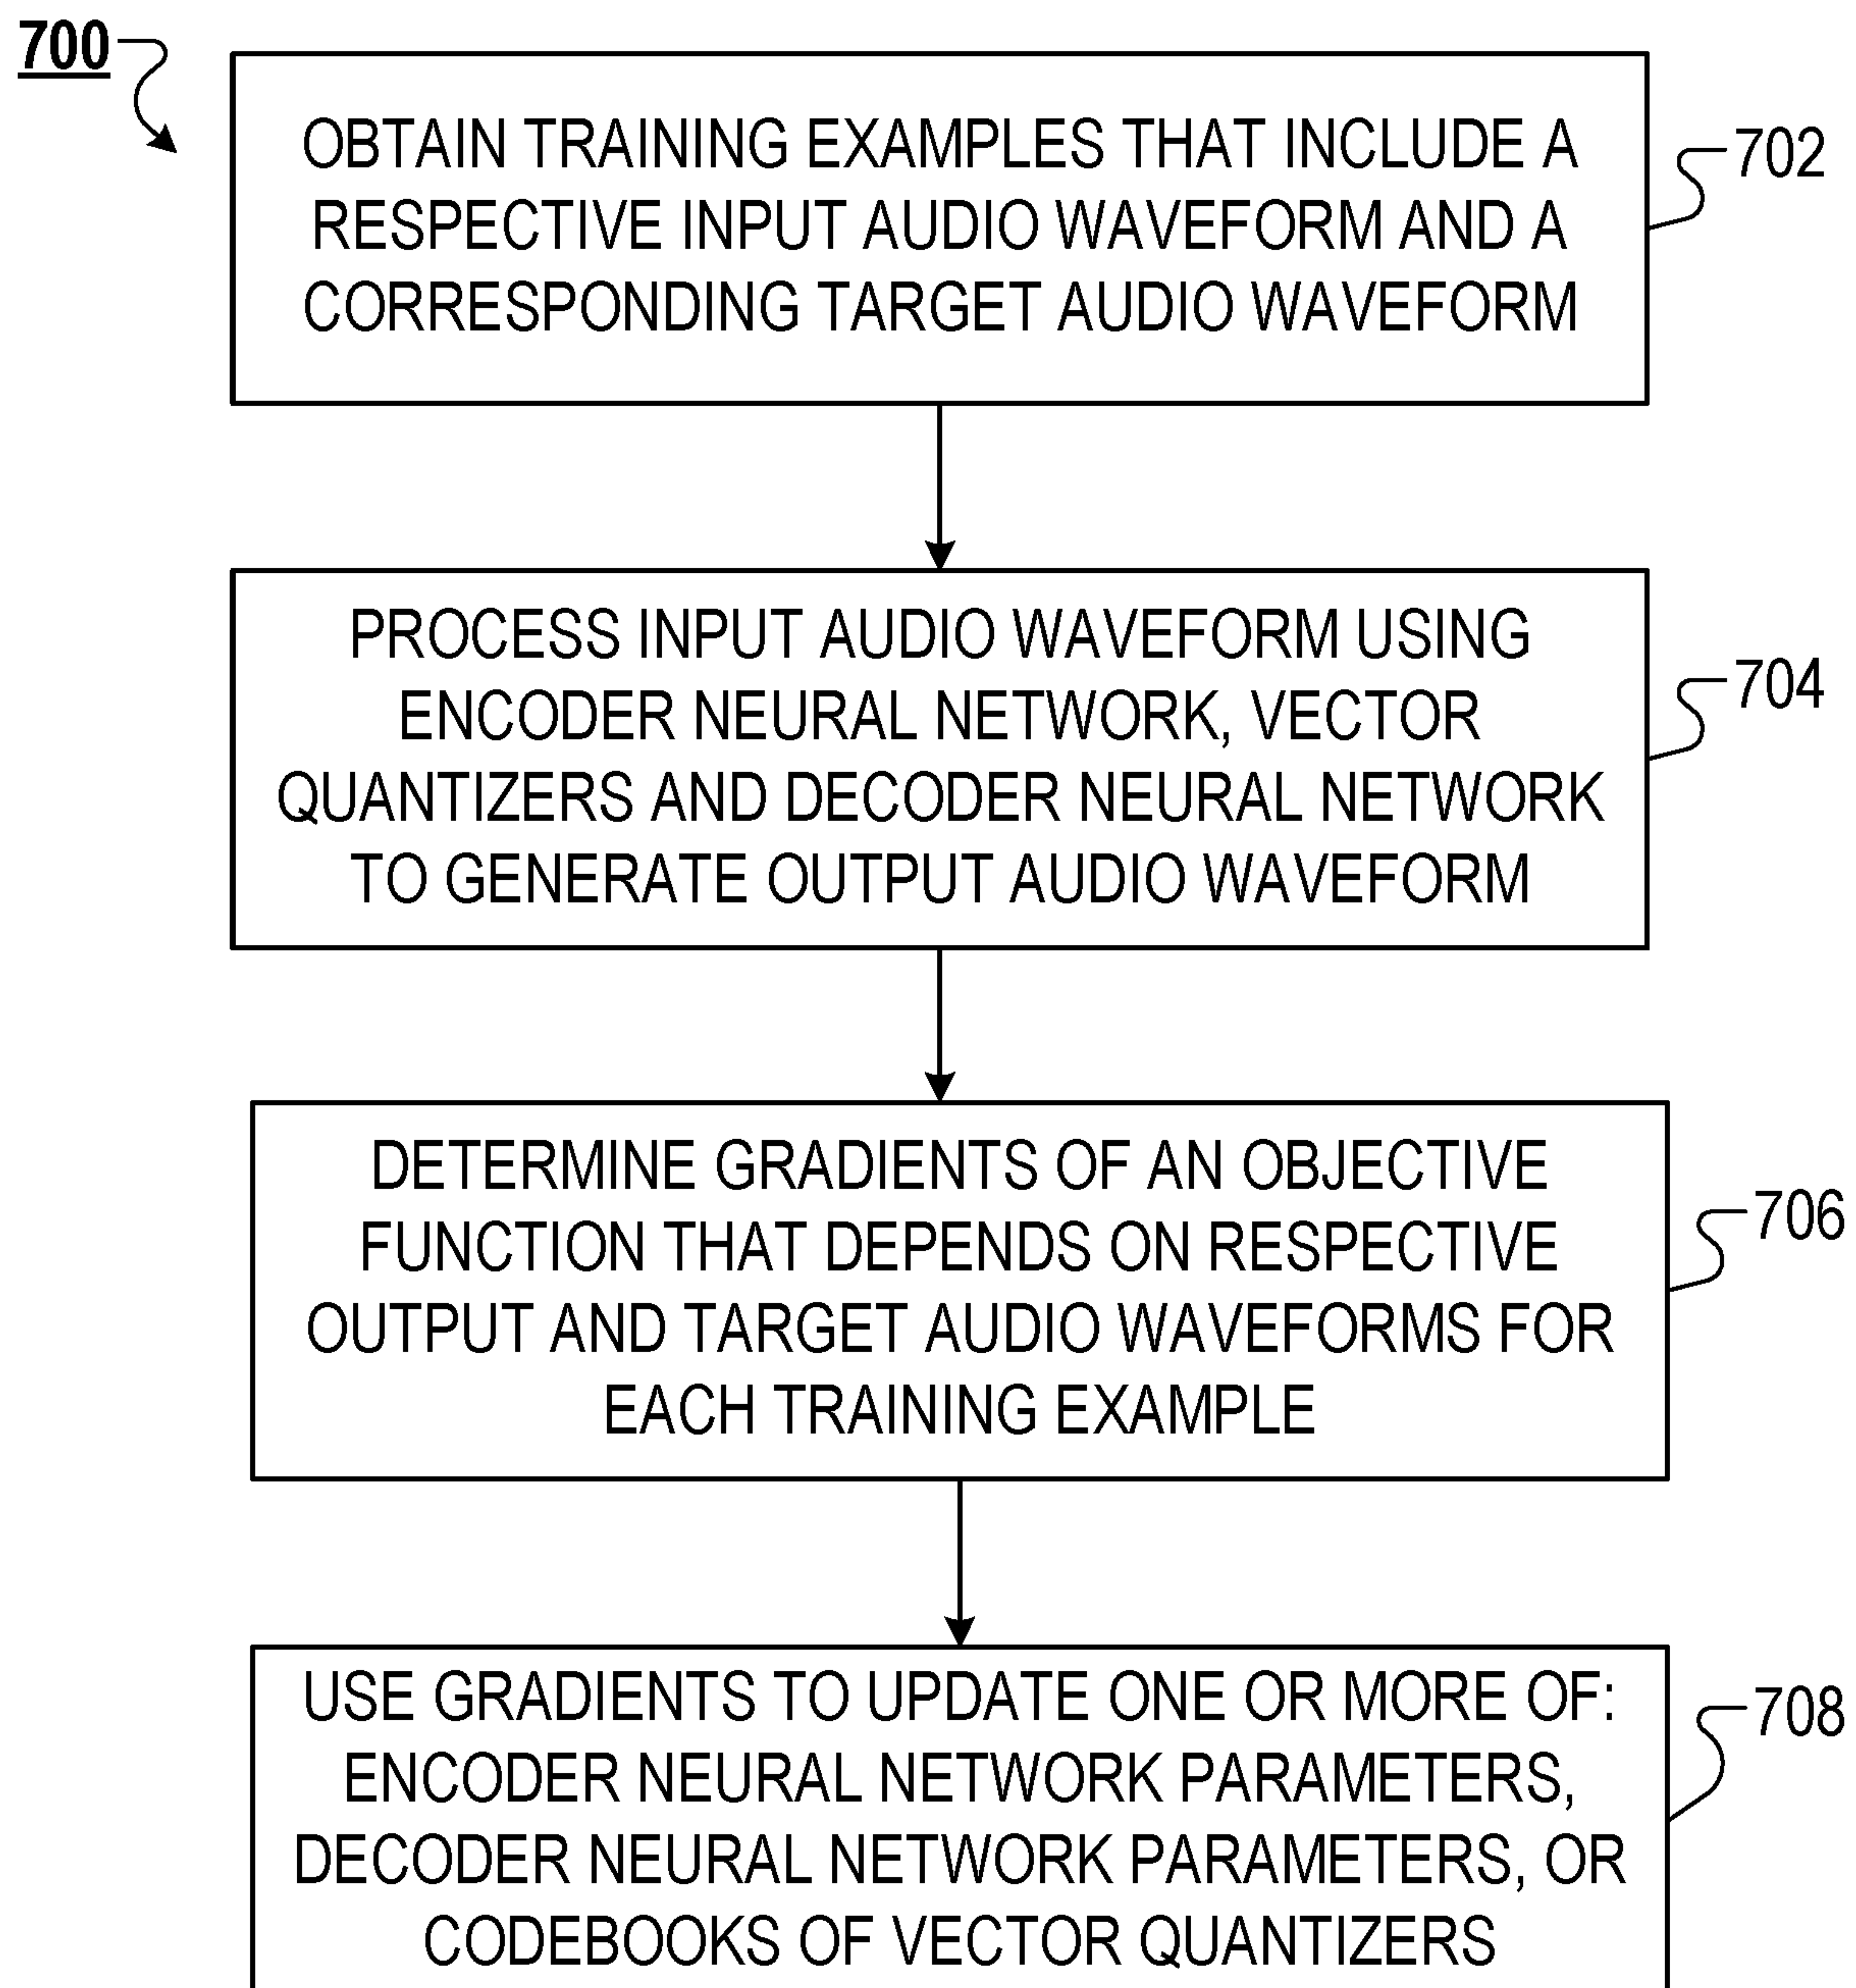 700
OBTAIN TRAINING EXAMPLES THAT INCLUDE A
RESPECTIVE INPUT AUDIO WAVEFORM AND A
CORRESPONDING TARGET AUDIO WAVEFORM
702
PROCESS INPUT AUDIO WAVEFORM USING
ENCODER NEURAL NETWORK, VECTOR
QUANTIZERS AND DECODER NEURAL NETWORK
TO GENERATE OUTPUT AUDIO WAVEFORM
704
DETERMINE GRADIENTS OF AN OBJECTIVE
FUNCTION THAT DEPENDS ON RESPECTIVE
OUTPUT AND TARGET AUDIO WAVEFORMS FOR
EACH TRAINING EXAMPLE
706
USE GRADIENTS TO UPDATE ONE OR MORE OF:
ENCODER NEURAL NETWORK PARAMETERS,
DECODER NEURAL NETWORK PARAMETERS, OR
CODEBOOKS OF VECTOR QUANTIZERS
708